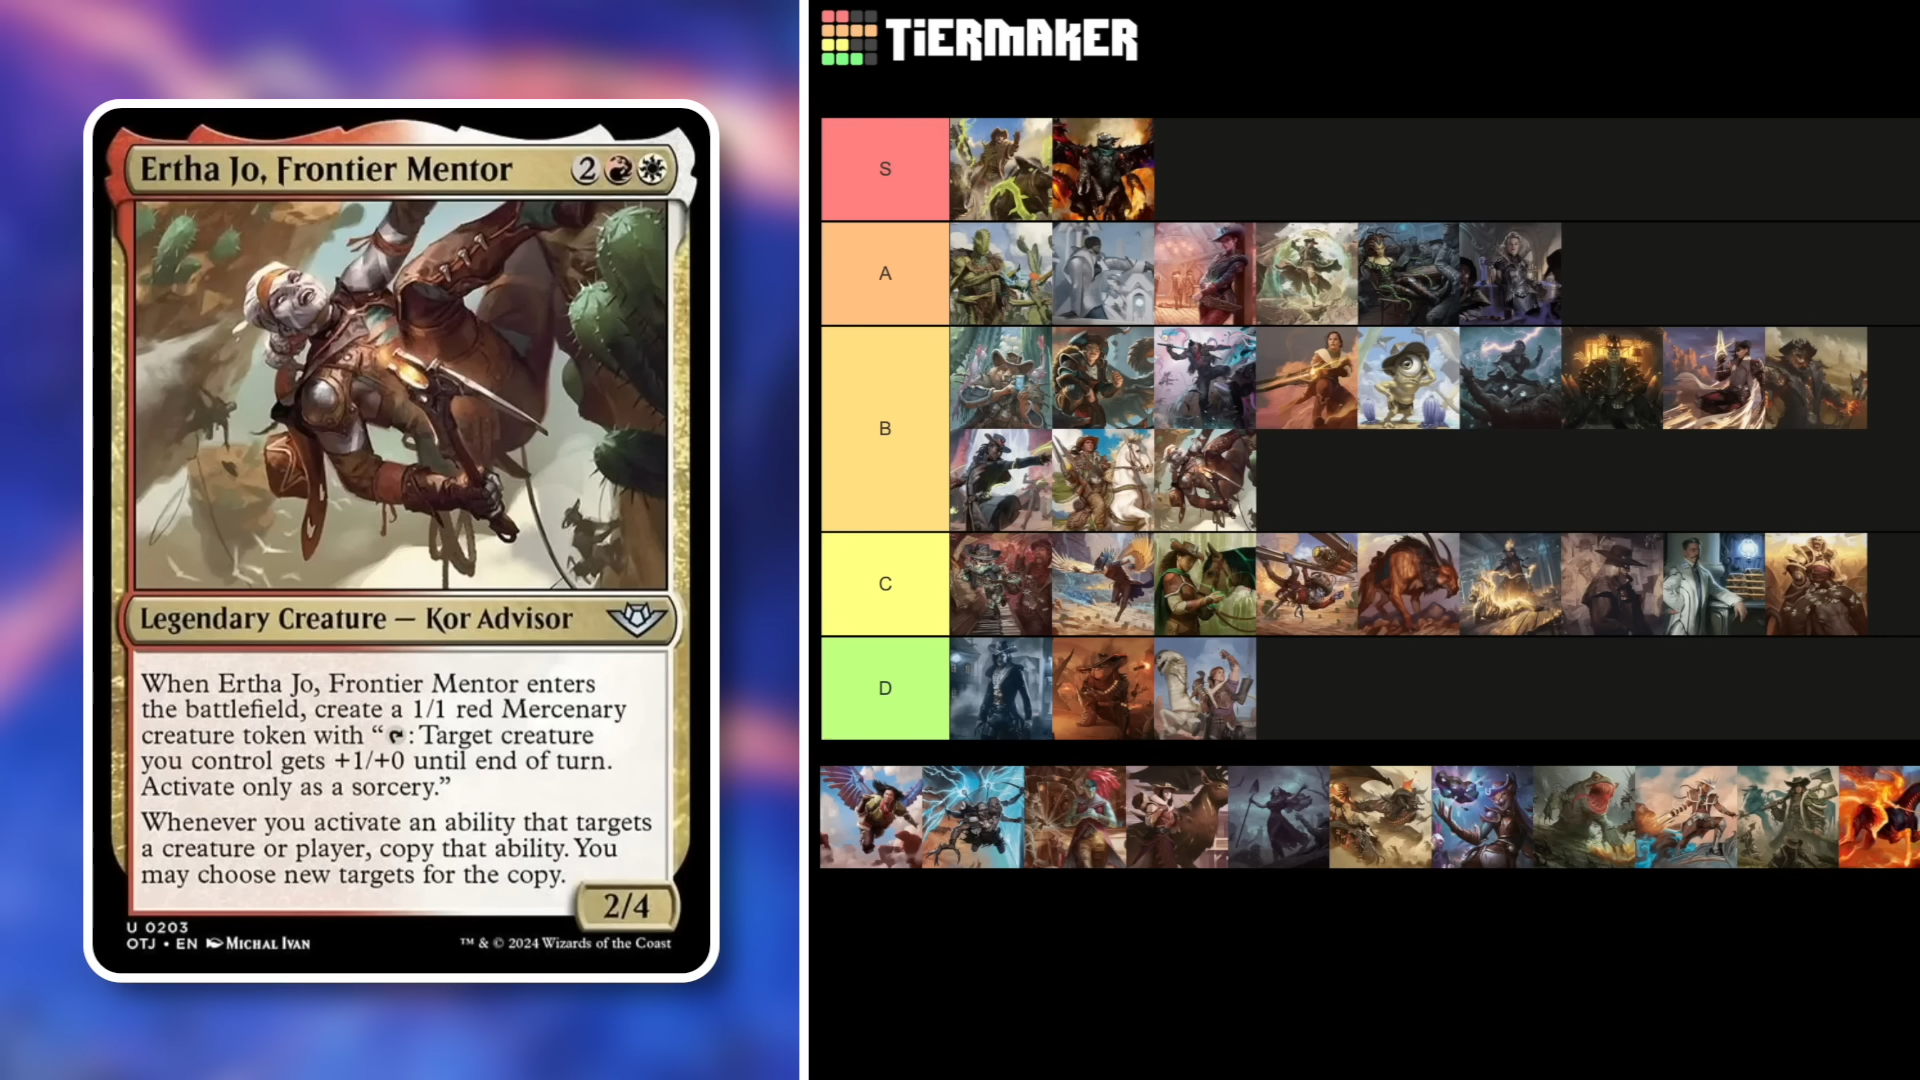 Ertha Jo, Frontier Mentor 2
Legendary Creature — Kor Advisor
When Ertha Jo, Frontier Mentor enters
the battlefield, create a 1/1 red Mercenary
creature token with “ : Target creature
you control gets +1/+0 until end of turn.
Activate only as a sorcery.”
Whenever you activate an ability that targets
a creature or player, copy that ability. You
may choose new targets for the copy.
2/4
U 0203
OTJ • EN MICHAL IVAN
™ & © 2024 Wizards of the Coast
TiERMAKER
S
A
B
C
D